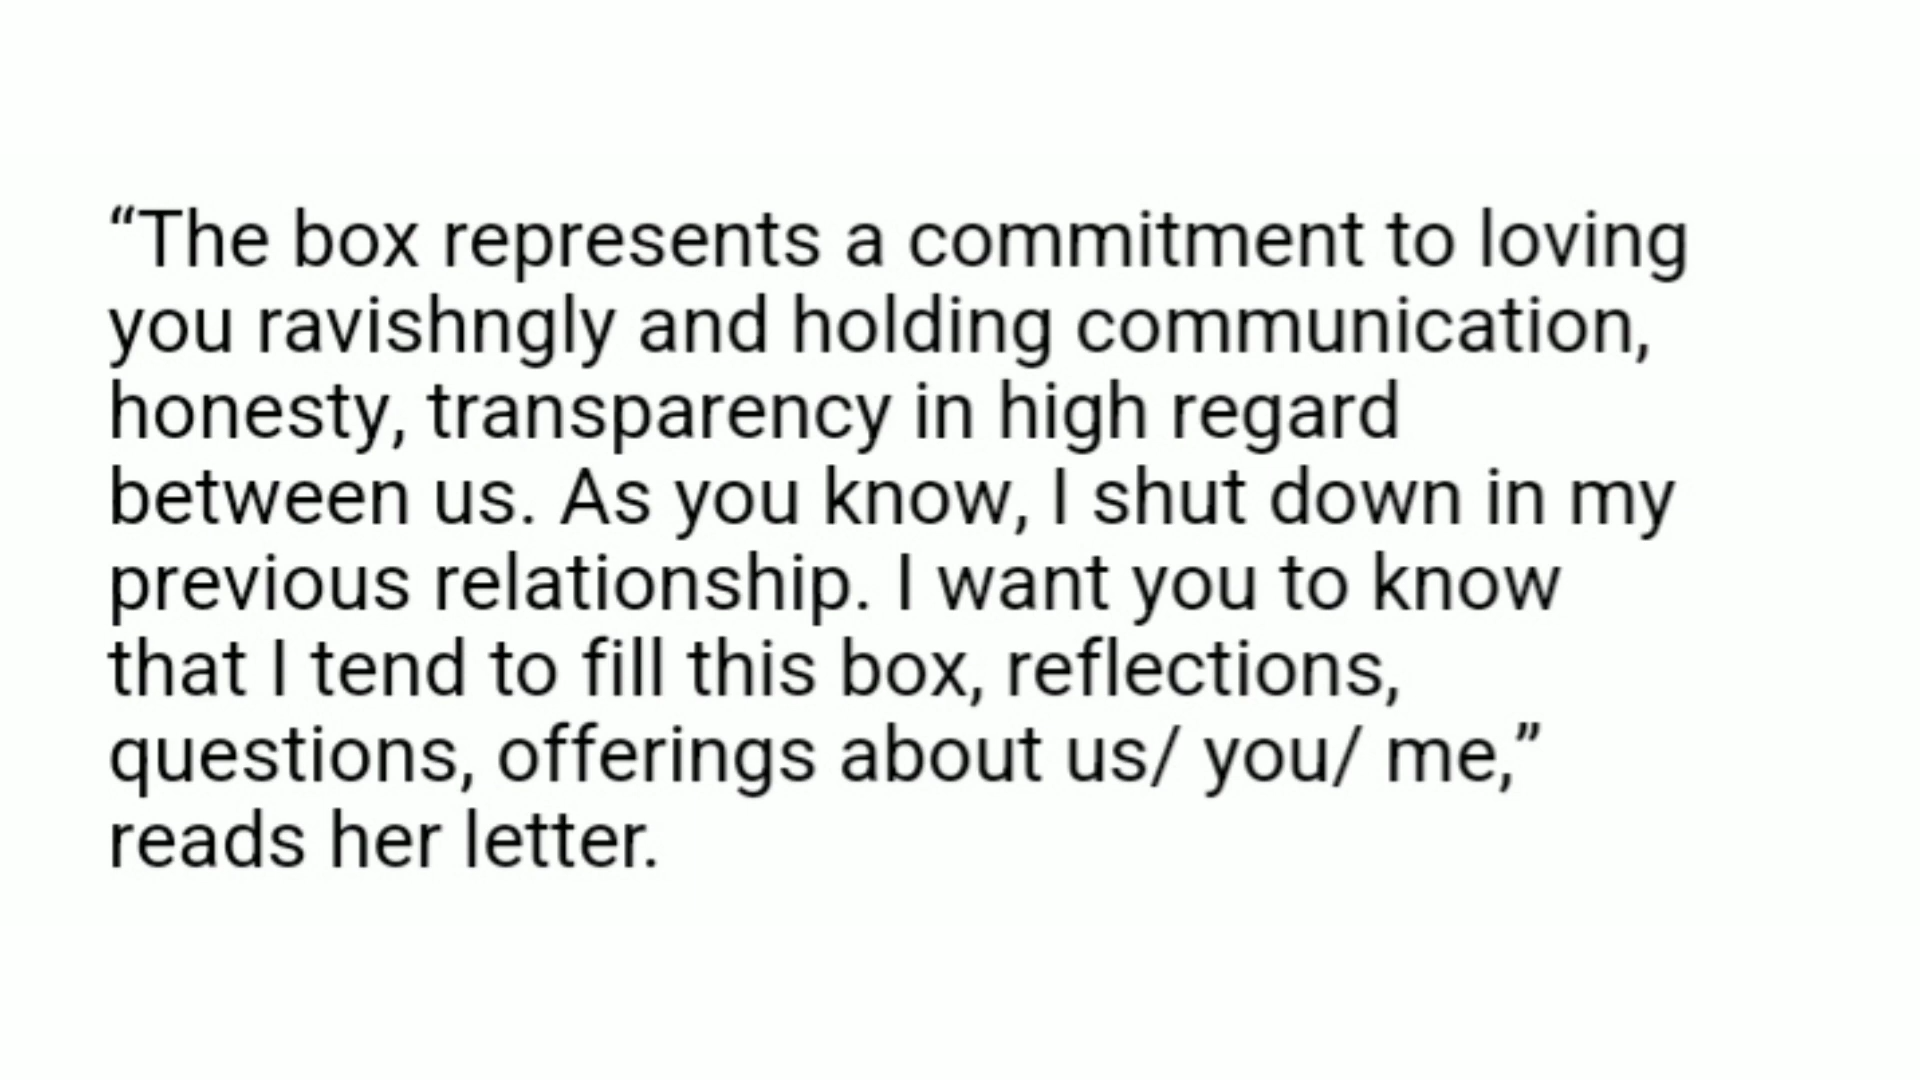 “The box represents a commitment to loving
you ravishngly and holding communication,
honesty, transparency in high regard
between us. As you know, I shut down in my
previous relationship. I want you to know
that I tend to fill this box, reflections,
questions, offerings about us/ you/ me,”
reads her letter.